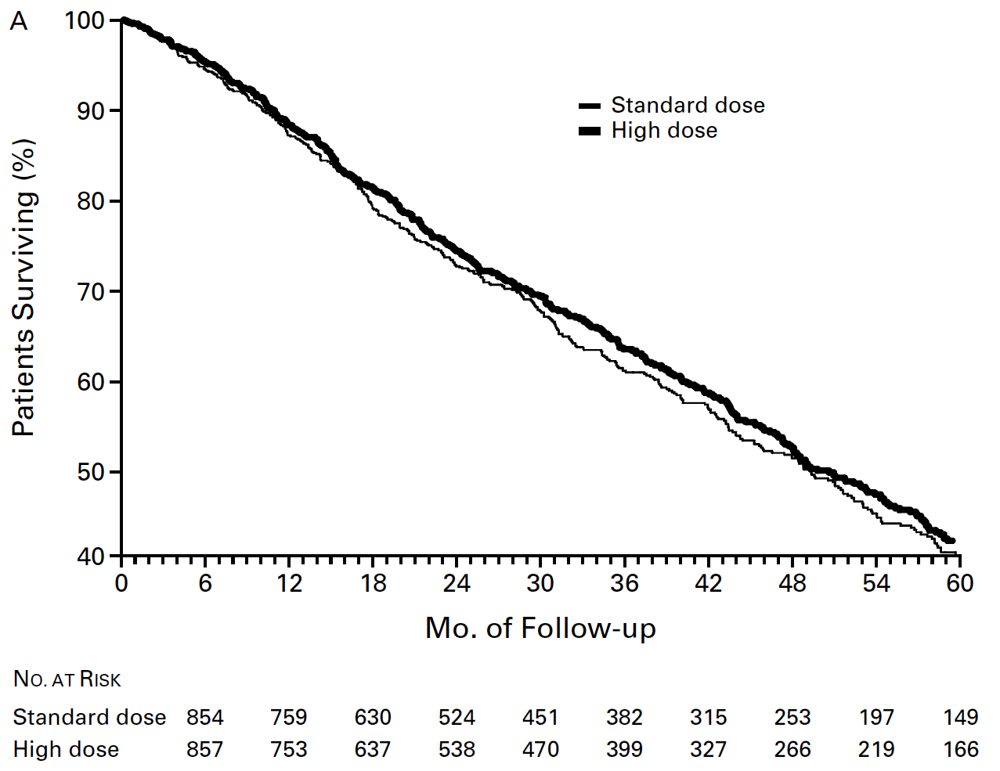 A
100
90
80
70
60
50
40
Patients Surviving (%)
Standard dose
High dose
0 6 12 18 24 30 36 42 48 54 60
Mo. of Follow-up
NO. AT RISK
Standard dose 854 759 630 524 451 382 315 253 197 149
High dose 857 753 637 538 470 399 327 266 219 166